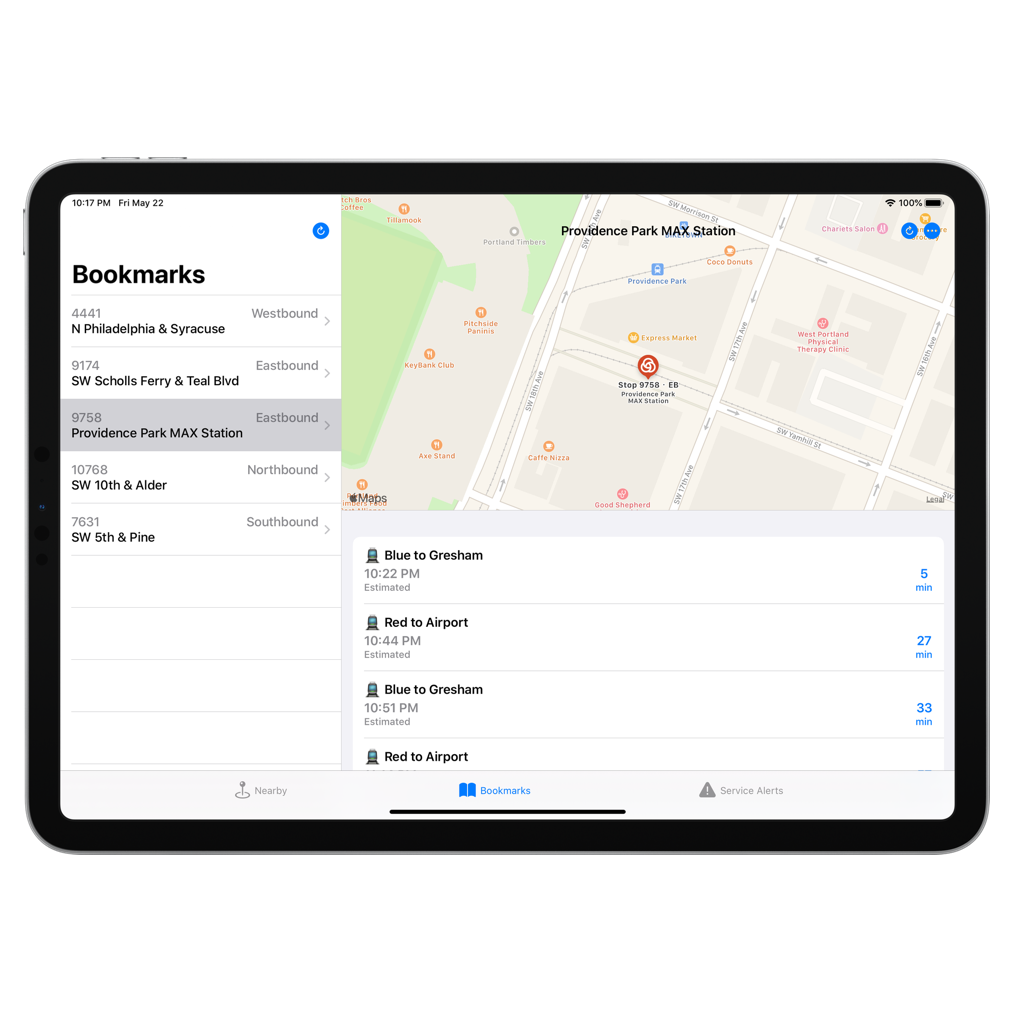 10:17 PM Fri May 22
100%
Bookmarks
4441 Westbound
N Philadelphia & Syracuse
9174 Eastbound
SW Scholls Ferry & Teal Blvd
9758 Eastbound
Providence Park MAX Station
10768 Northbound
SW 10th & Alder
7631 Southbound
SW 5th & Pine
Providence Park MAX Station
tch Bros
Coffee
Tillamook
Portland Timbers
SW Morrison St
Chariets Salon
Coco Donuts
Providence Park
Pitchside
Paninis
KeyBank Club
Express Market
West Portland
Physical
Therapy Clinic
SW 17th Ave
SW 16th Ave
SW 18th Ave
Stop 9758 · EB
Providence Park
MAX Station
SW Yamhill St
Axe Stand
Caffe Nizza
SW 17th Ave
Good Shepherd
Maps
Legal
SW
Blue to Gresham
10:22 PM
Estimated
5
min
Red to Airport
10:44 PM
Estimated
27
min
Blue to Gresham
10:51 PM
Estimated
33
min
Red to Airport
Nearby
Bookmarks
Service Alerts